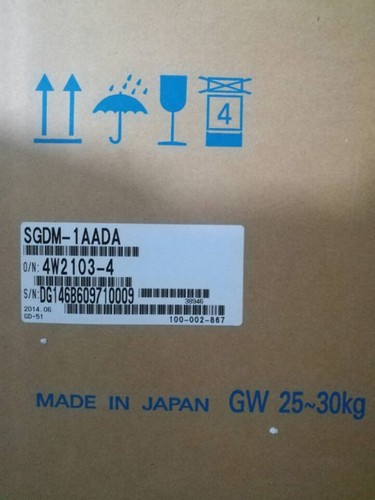 4
SGDM-1AADA
O/N: 4W2103-4
S/N: DG146B609710009
38946
2014.06
GD-51
100-002-867
MADE IN JAPAN GW 25~30kg